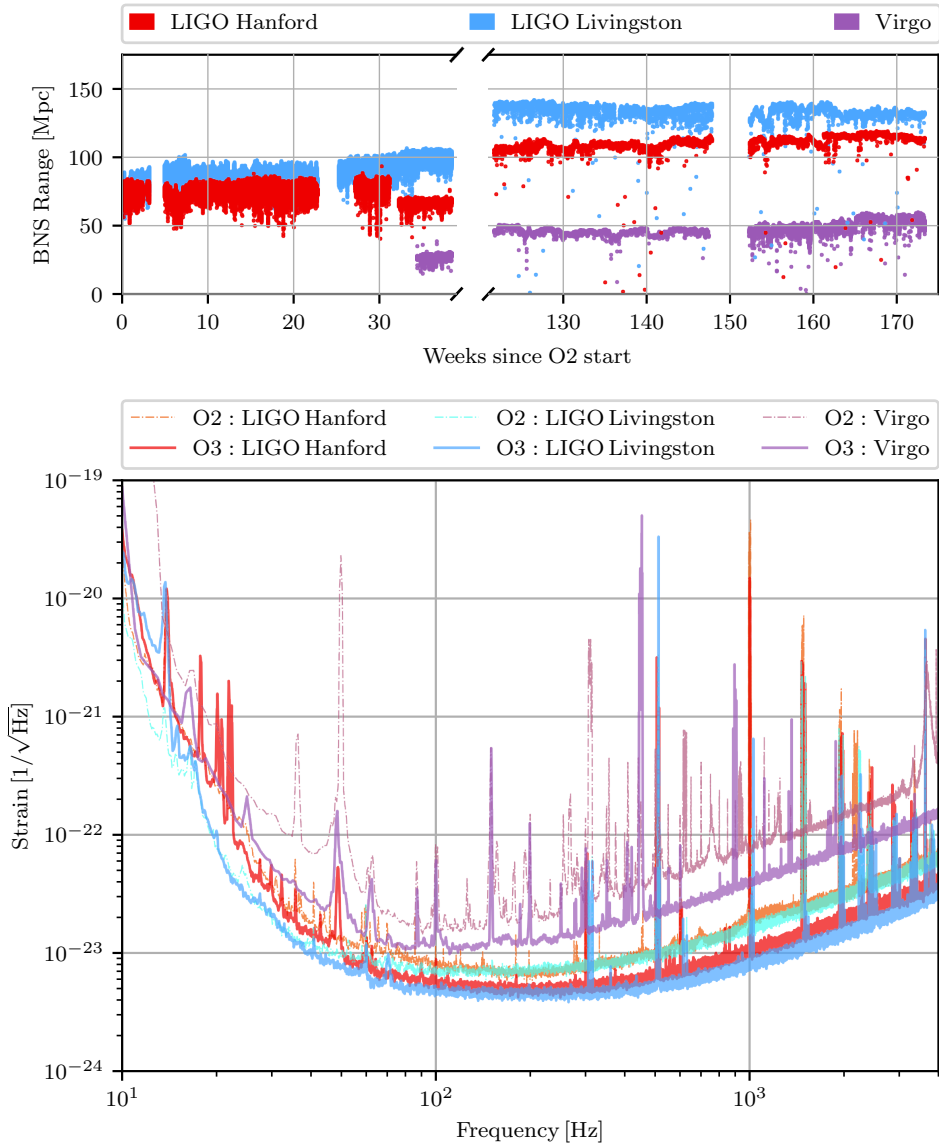 LIGO Hanford LIGO Livingston Virgo
150
100
50
0
BNS Range [Mpc]
0 10 20 30 130 140 150 160 170
Weeks since O2 start
O2 : LIGO Hanford O2 : LIGO Livingston O2 : Virgo
O3 : LIGO Hanford O3 : LIGO Livingston O3 : Virgo
10⁻¹⁹
10⁻²⁰
10⁻²¹
10⁻²²
10⁻²³
10⁻²⁴
Strain [1/√Hz]
10¹ 10² 10³
Frequency [Hz]